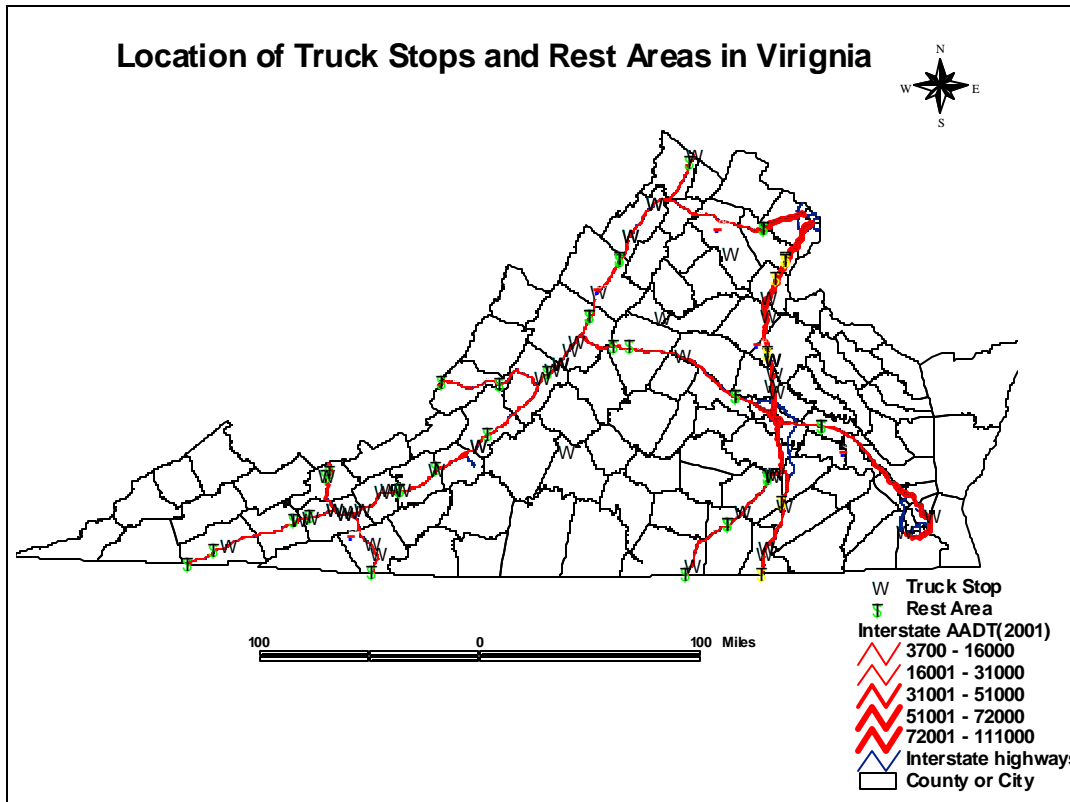 Location of Truck Stops and Rest Areas in Virignia
N
W E
S
W Truck Stop
T Rest Area
Interstate AADT(2001)
3700 - 16000
16001 - 31000
31001 - 51000
51001 - 72000
72001 - 111000
Interstate highways
County or City
100 0 100 Miles